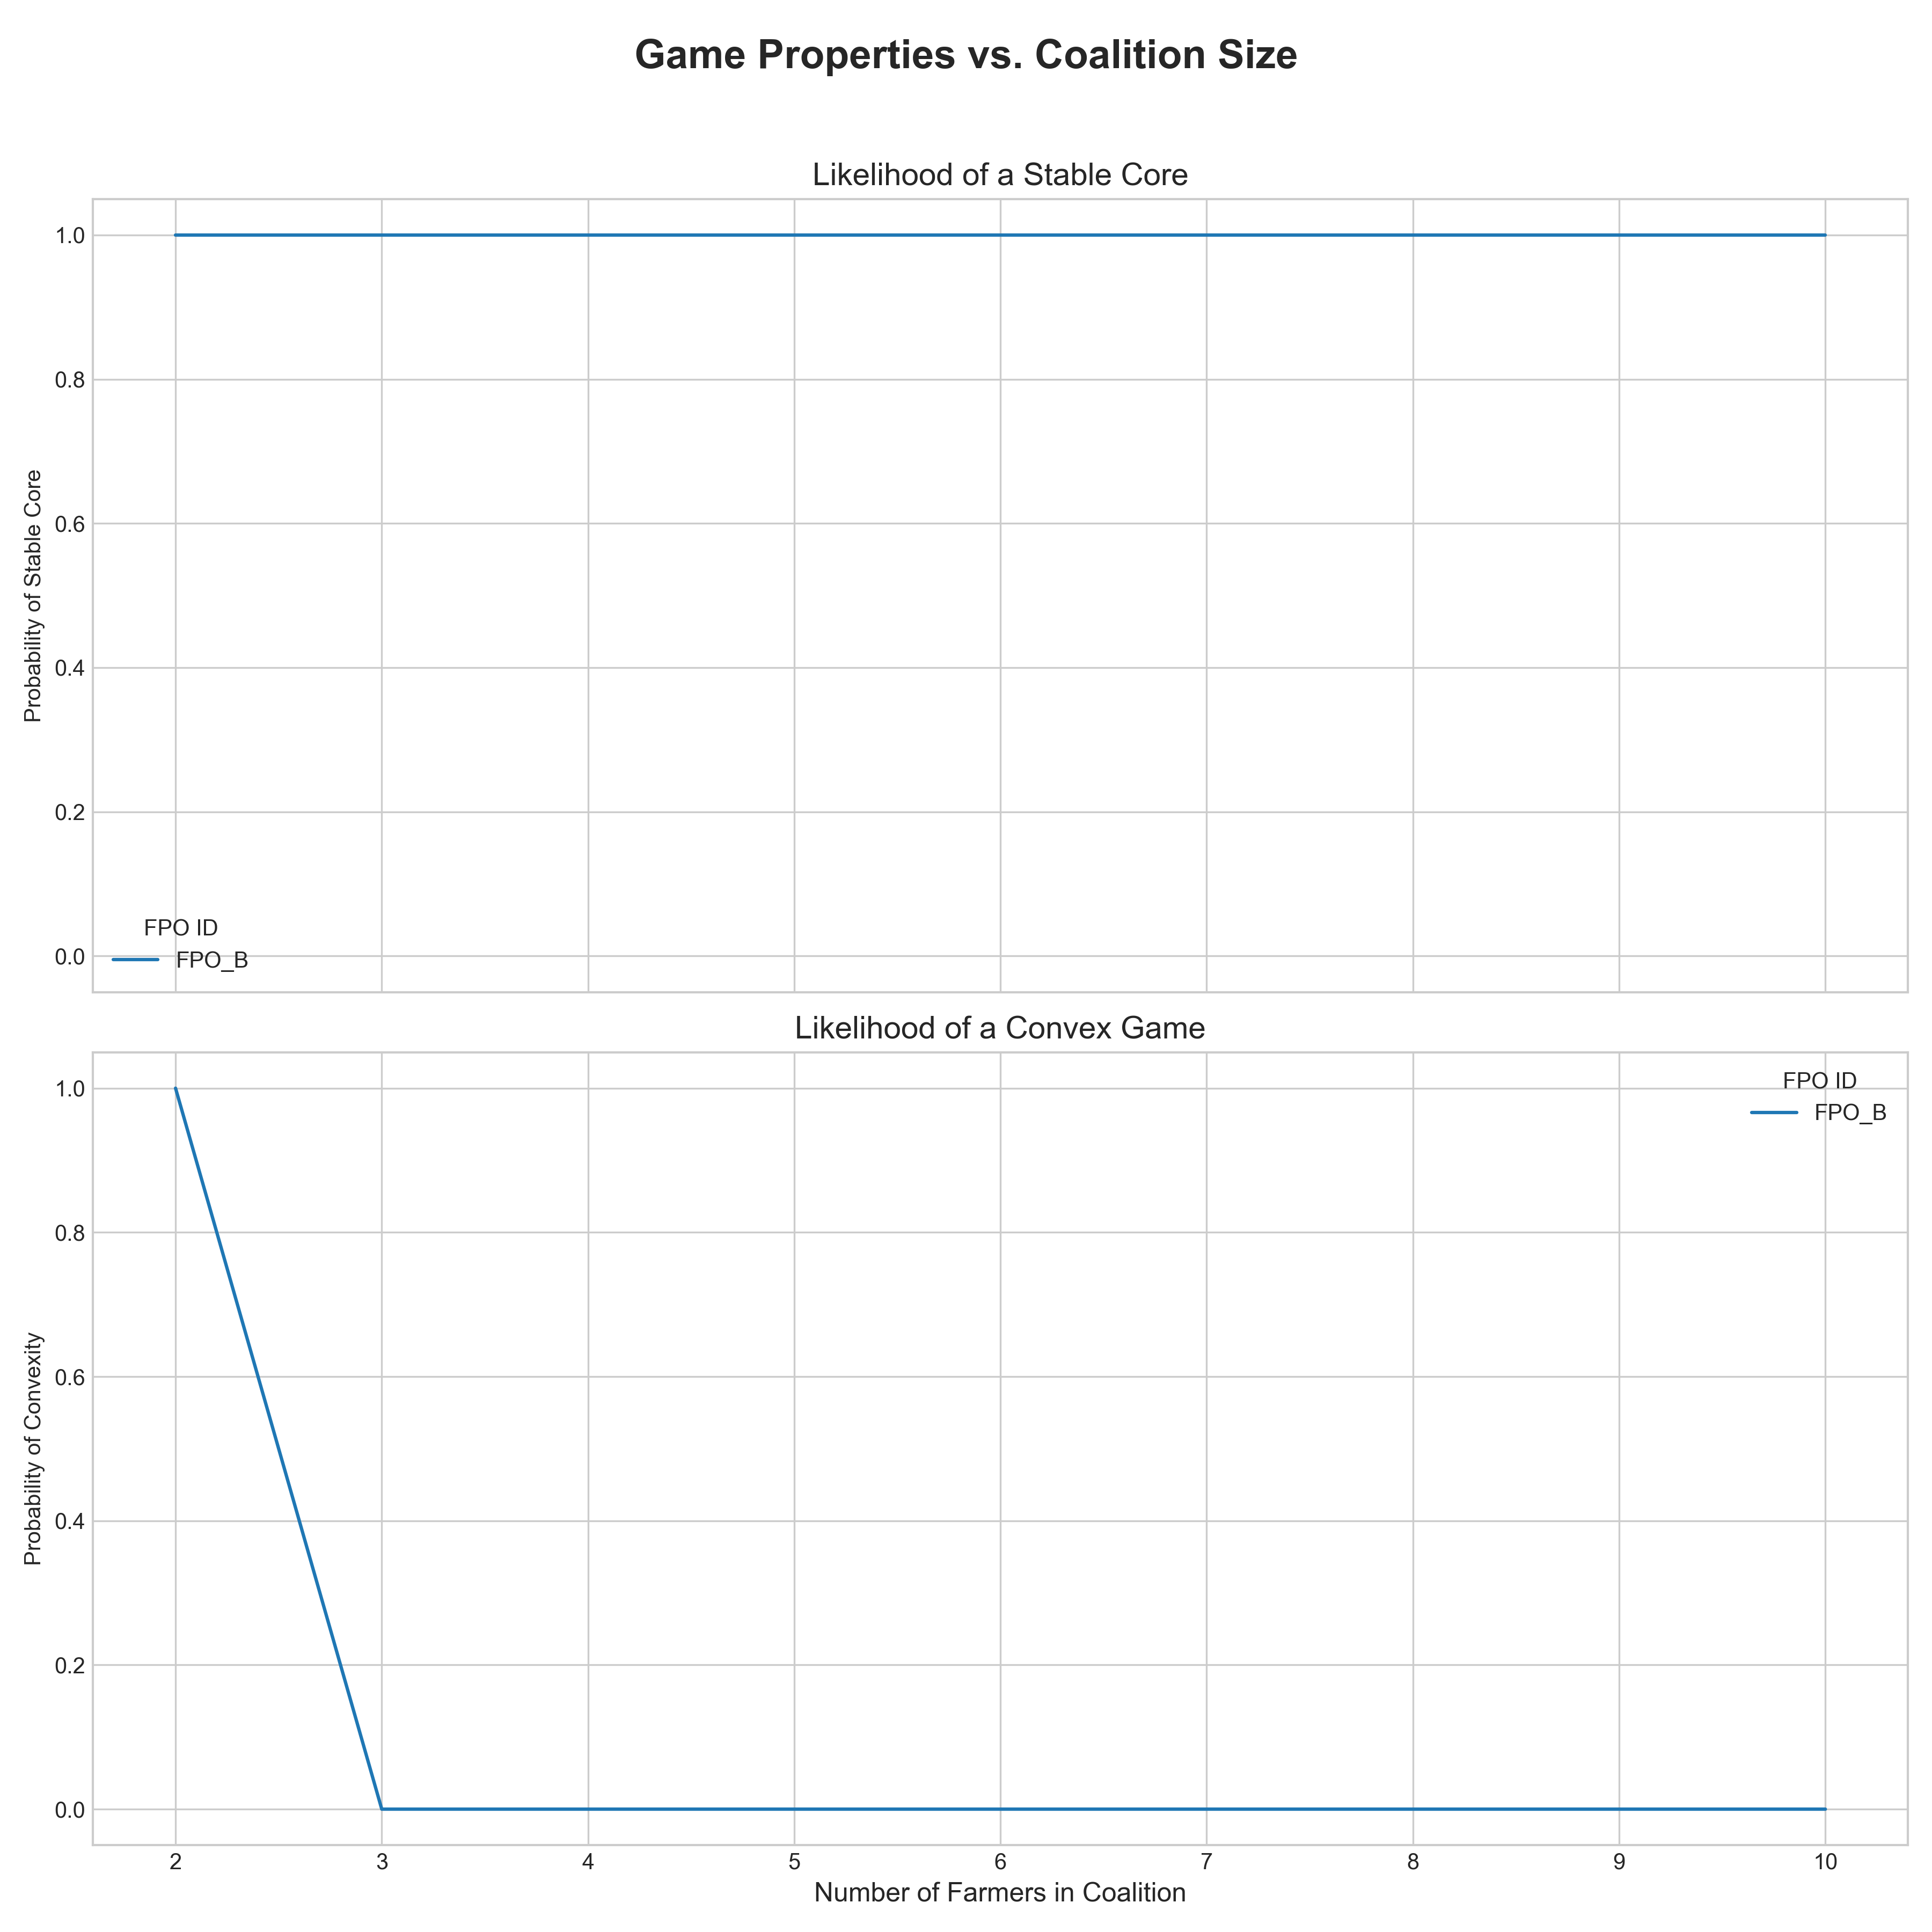 Game Properties vs. Coalition Size
Likelihood of a Stable Core
Probability of Stable Core
1.0
0.8
0.6
0.4
0.2
0.0
FPO ID
FPO_B
Likelihood of a Convex Game
Probability of Convexity
1.0
0.8
0.6
0.4
0.2
0.0
FPO ID
FPO_B
2 3 4 5 6 7 8 9 10
Number of Farmers in Coalition